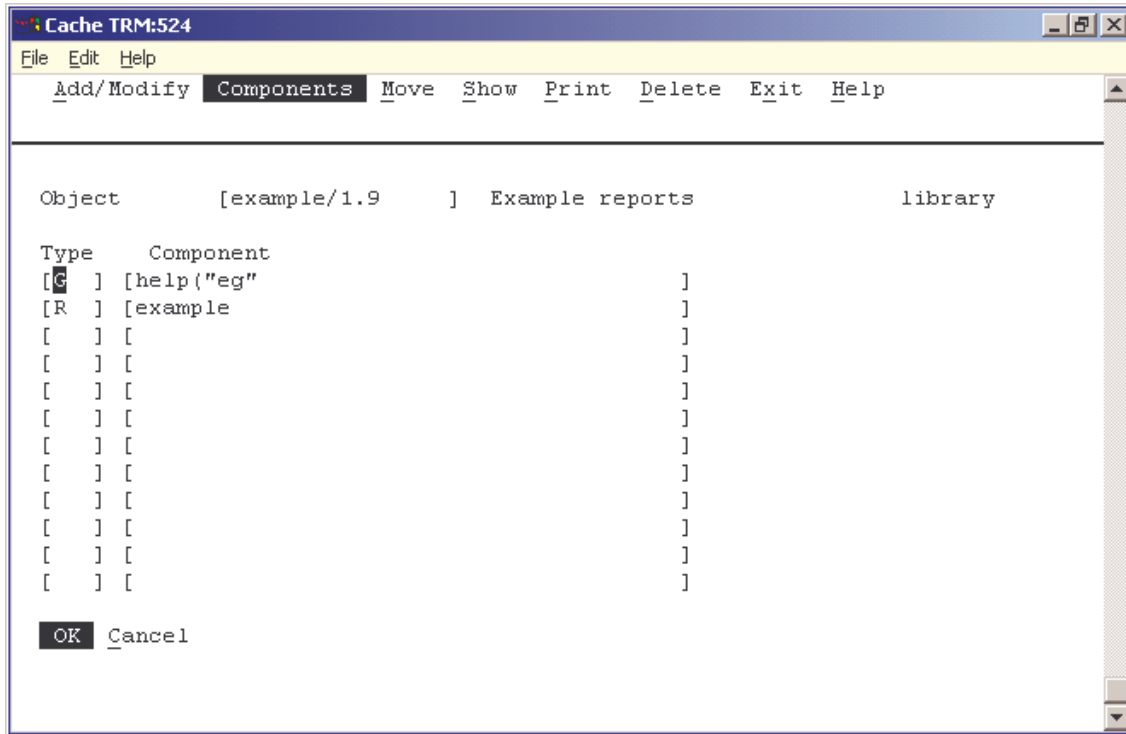 Cache TRM:524
File Edit Help
Add/Modify Components Move Show Print Delete Exit Help
Object [example/1.9 ] Example reports library
Type Component
[G ] [help("eg" ]
[R ] [example ]
[ ] [ ]
[ ] [ ]
[ ] [ ]
[ ] [ ]
[ ] [ ]
[ ] [ ]
[ ] [ ]
[ ] [ ]
[ ] [ ]
[ ] [ ]
OK Cancel